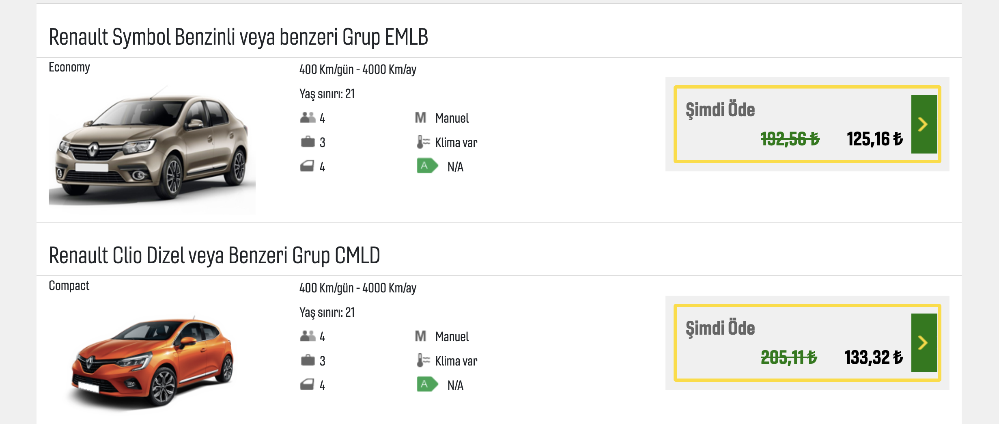 Renault Symbol Benzinli veya benzeri Grup EMLB
Economy
400 Km/gün - 4000 Km/ay
Yaş sınırı: 21
4
M Manuel
3
Klima var
4
A N/A
Şimdi Öde
192,56 ₺ 125,16 ₺
Renault Clio Dizel veya Benzeri Grup CMLD
Compact
400 Km/gün - 4000 Km/ay
Yaş sınırı: 21
4
M Manuel
3
Klima var
4
A N/A
Şimdi Öde
205,11 ₺ 133,32 ₺